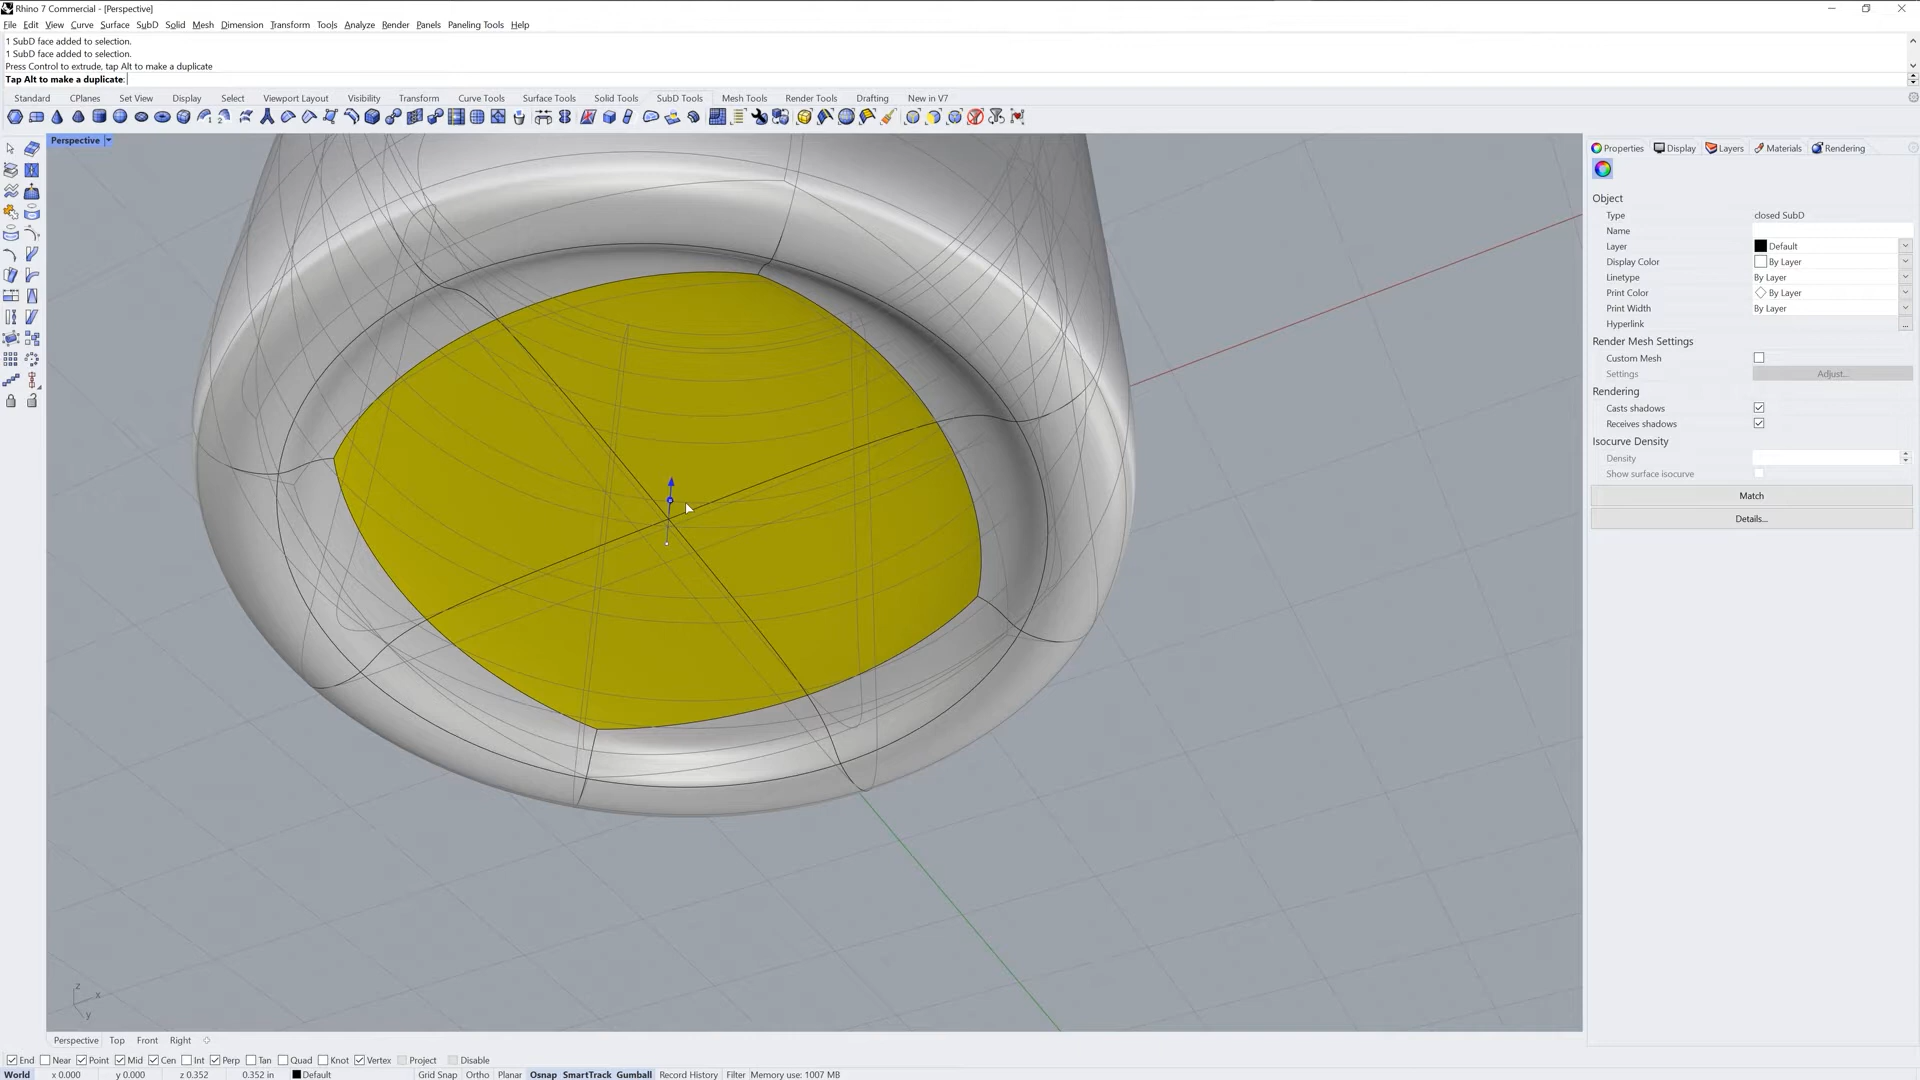 Rhino 7 Commercial - [Perspective]
File Edit View Curve Surface SubD Solid Mesh Dimension Transform Tools Analyze Render Panels Paneling Tools Help
1 SubD face added to selection.
1 SubD face added to selection.
Press Control to extrude, tap Alt to make a duplicate
Tap Alt to make a duplicate:
Standard CPlanes Set View Display Select Viewport Layout Visibility Transform Curve Tools Surface Tools Solid Tools SubD Tools Mesh Tools Render Tools Drafting New in V7
Perspective
Properties Display Layers Materials Rendering
Object
Type closed SubD
Name
Layer Default
Display Color By Layer
Linetype By Layer
Print Color By Layer
Print Width By Layer
Hyperlink ...
Render Mesh Settings
Custom Mesh
Settings Adjust...
Rendering
Casts shadows
Receives shadows
Isocurve Density
Density
Show surface isocurve
Match
Details...
z
x
y
Perspective Top Front Right
End Near Point Mid Cen Int Perp Tan Quad Knot Vertex Project Disable
World x 0.000 y 0.000 z 0.352 0.352 in Default Grid Snap Ortho Planar Osnap SmartTrack Gumball Record History Filter Memory use: 1007 MB